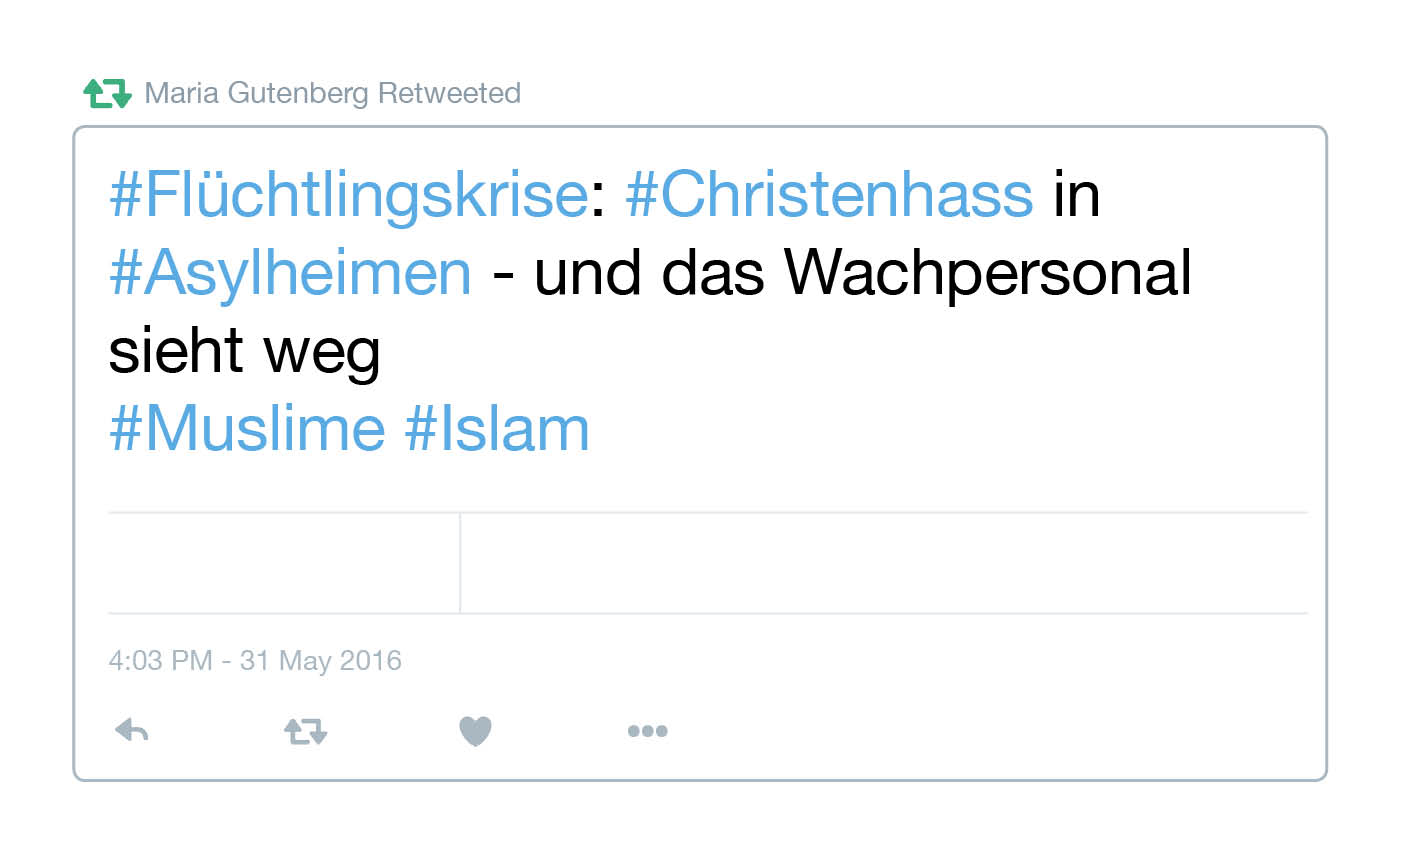 Maria Gutenberg Retweeted
#Flüchtlingskrise: #Christenhass in
#Asylheimen - und das Wachpersonal
sieht weg
#Muslime #Islam
4:03 PM - 31 May 2016